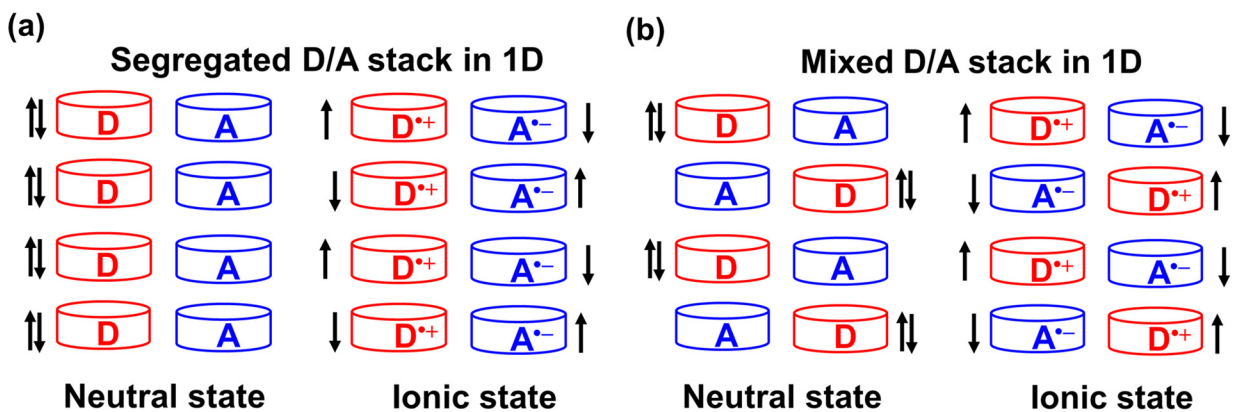 (a)
Segregated D/A stack in 1D
D A D•+ A•−
D A D•+ A•−
D A D•+ A•−
D A D•+ A•−
Neutral state Ionic state
(b)
Mixed D/A stack in 1D
D A D•+ A•−
A D A•− D•+
D A D•+ A•−
A D A•− D•+
Neutral state Ionic state